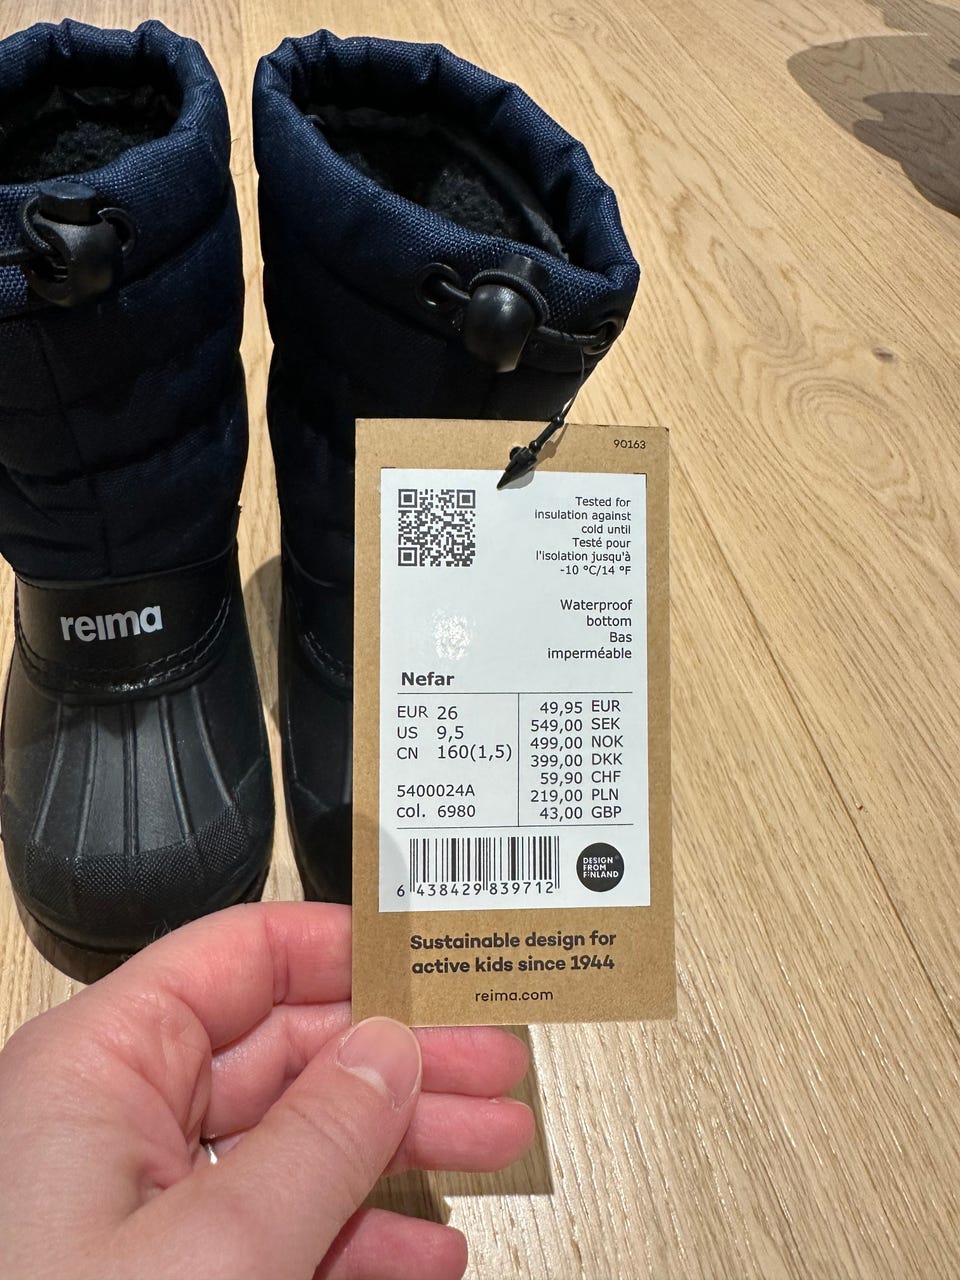 reima
90163
Tested for
insulation against
cold until
Testé pour
l'isolation jusqu'à
-10 °C/14 °F
Waterproof
bottom
Bas
imperméable
Nefar
EUR 26
US 9,5
CN 160(1,5)
5400024A
col. 6980
49,95 EUR
549,00 SEK
499,00 NOK
399,00 DKK
59,90 CHF
219,00 PLN
43,00 GBP
6 438429 839712
DESIGN
FROM
FINLAND
Sustainable design for
active kids since 1944
reima.com